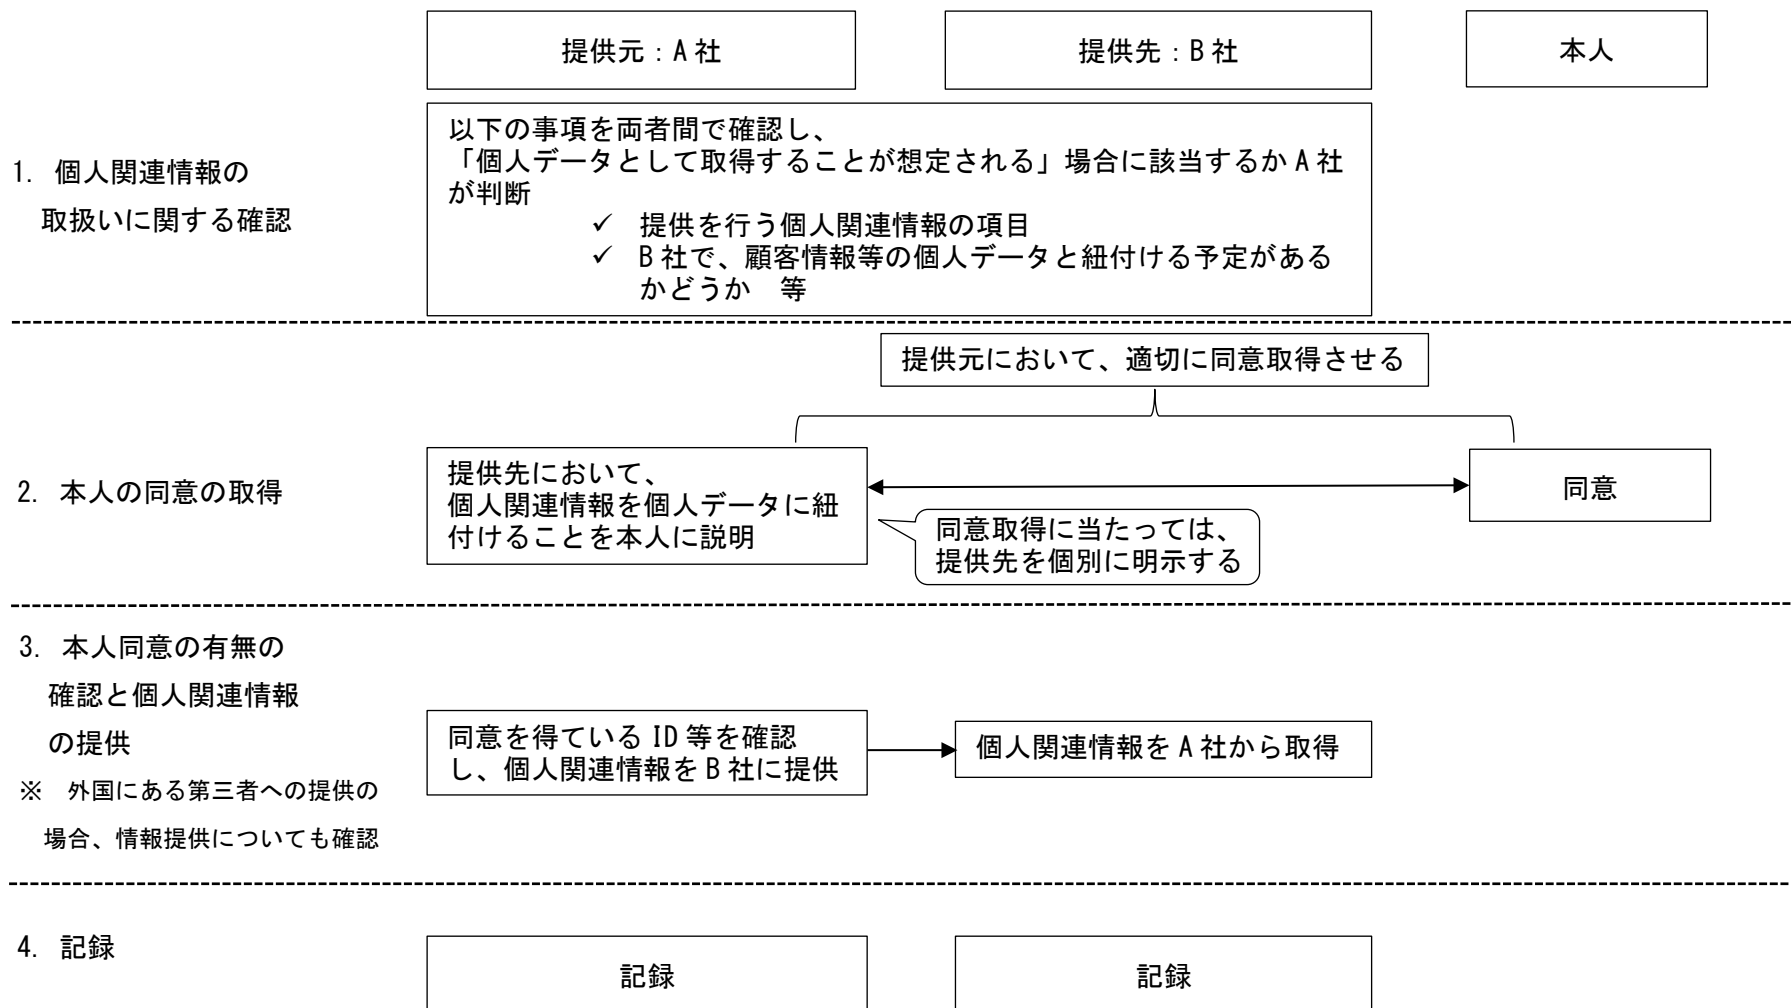 提供元：A社
提供先：B社
本人
1. 個人関連情報の
取扱いに関する確認
以下の事項を両者間で確認し、
「個人データとして取得することが想定される」場合に該当するかA社
が判断
✓ 提供を行う個人関連情報の項目
✓ B社で、顧客情報等の個人データと紐付ける予定がある
かどうか　等
提供元において、適切に同意取得させる
2. 本人の同意の取得
提供先において、
個人関連情報を個人データに紐
付けることを本人に説明
同意
同意取得に当たっては、
提供先を個別に明示する
3. 本人同意の有無の
確認と個人関連情報
の提供
※　外国にある第三者への提供の
場合、情報提供についても確認
同意を得ているID等を確認
し、個人関連情報をB社に提供
個人関連情報をA社から取得
4. 記録
記録
記録